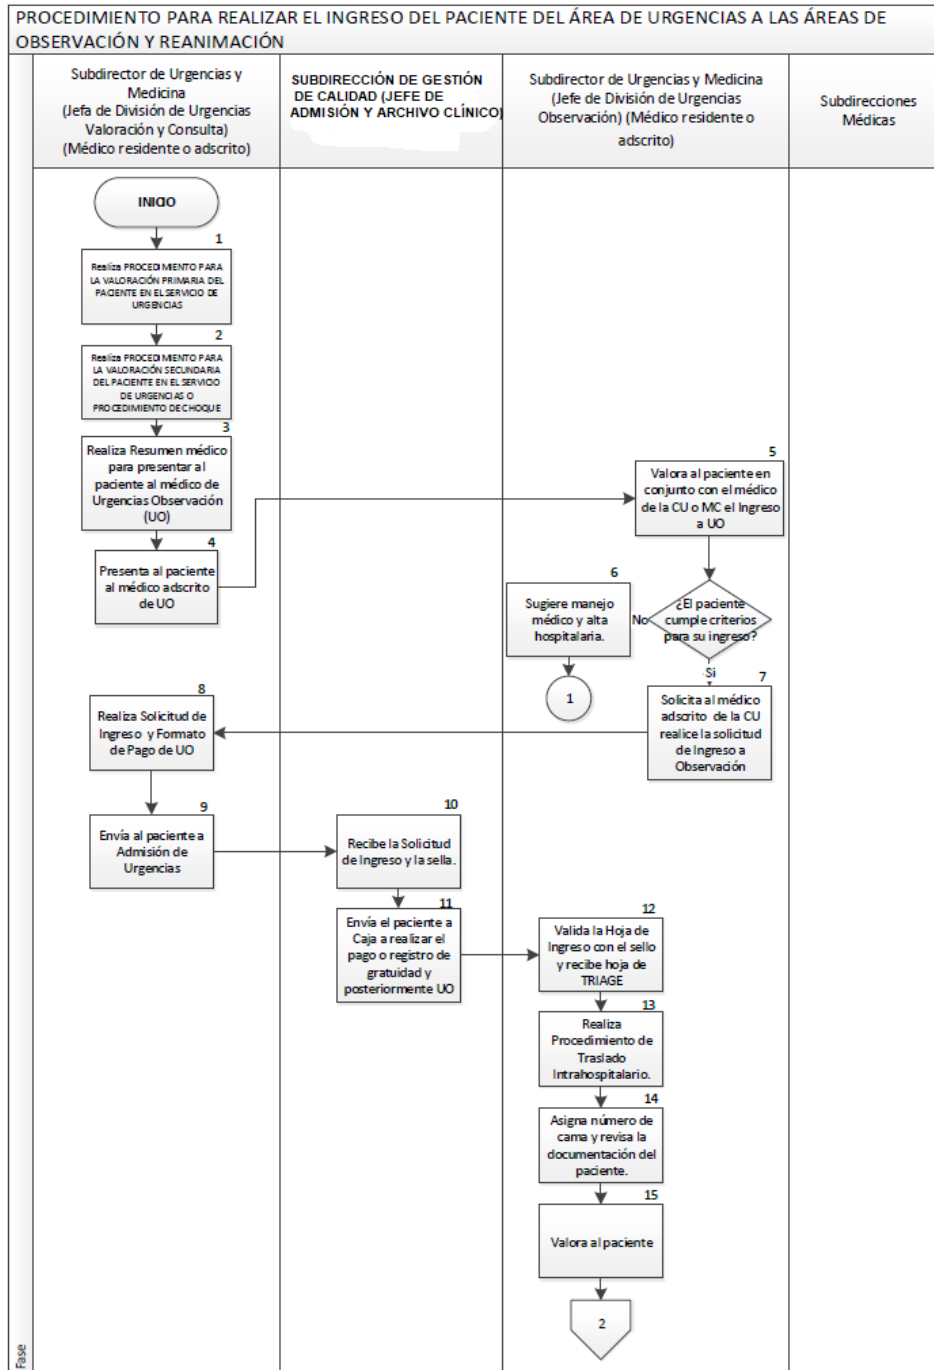 PROCEDIMIENTO PARA REALIZAR EL INGRESO DEL PACIENTE DEL ÁREA DE URGENCIAS A LAS ÁREAS DE
OBSERVACIÓN Y REANIMACIÓN
Subdirector de Urgencias y
Medicina
(Jefa de División de Urgencias
Valoración y Consulta)
(Médico residente o adscrito)
SUBDIRECCIÓN DE GESTIÓN
DE CALIDAD (JEFE DE
ADMISIÓN Y ARCHIVO CLÍNICO)
Subdirector de Urgencias y Medicina
(Jefe de División de Urgencias
Observación) (Médico residente o
adscrito)
Subdirecciones
Médicas
INICIO
1
Realiza PROCEDIMIENTO PARA
LA VALORACIÓN PRIMARIA DEL
PACIENTE EN EL SERVICIO DE
URGENCIAS
2
Realiza PROCEDIMIENTO PARA
LA VALORACIÓN SECUNDARIA
DEL PACIENTE EN EL SERVICIO
DE URGENCIAS O
PROCEDIMIENTO DE CHOQUE
3
Realiza Resumen médico
para presentar al
paciente al médico de
Urgencias Observación
(UO)
4
Presenta al paciente
al médico adscrito
de UO
5
Valora al paciente en
conjunto con el médico
de la CU o MC el Ingreso
a UO
¿El paciente
cumple criterios
para su ingreso?
No
6
Sugiere manejo
médico y alta
hospitalaria.
1
Si
7
Solicita al médico
adscrito de la CU
realice la solicitud
de Ingreso a
Observación
8
Realiza Solicitud de
Ingreso y Formato
de Pago de UO
9
Envía al paciente a
Admisión de
Urgencias
10
Recibe la Solicitud
de Ingreso y la sella.
11
Envía el paciente a
Caja a realizar el
pago o registro de
gratuidad y
posteriormente UO
12
Valida la Hoja de
Ingreso con el sello
y recibe hoja de
TRIAGE
13
Realiza
Procedimiento de
Traslado
Intrahospitalario.
14
Asigna número de
cama y revisa la
documentación del
paciente.
15
Valora al paciente
2
Fase